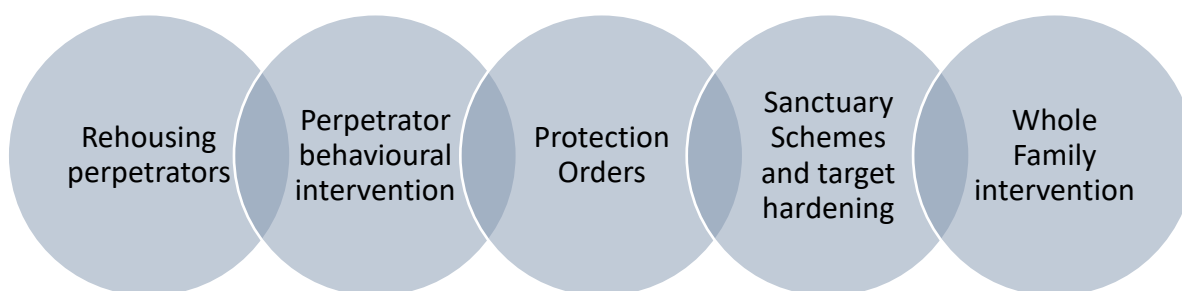 Rehousing
perpetrators
Perpetrator
behavioural
intervention
Protection
Orders
Sanctuary
Schemes
and target
hardening
Whole
Family
intervention